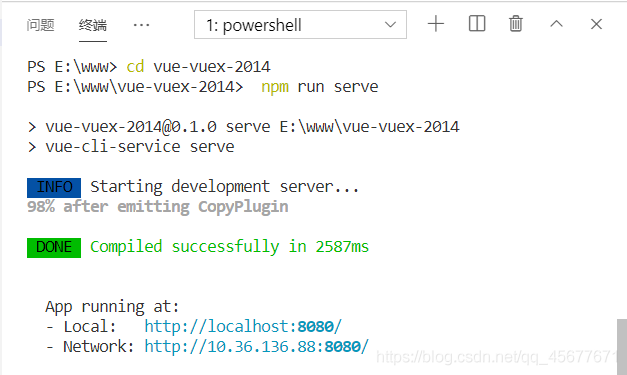 问题 终端 ··· 1: powershell
PS E:\www> cd vue-vuex-2014
PS E:\www\vue-vuex-2014>  npm run serve
> vue-vuex-2014@0.1.0 serve E:\www\vue-vuex-2014
> vue-cli-service serve
INFO Starting development server...
98% after emitting CopyPlugin
DONE Compiled successfully in 2587ms
App running at:
- Local:   http://localhost:8080/
- Network: http://10.36.136.88:8080/
https://blog.csdn.net/qq_45677671